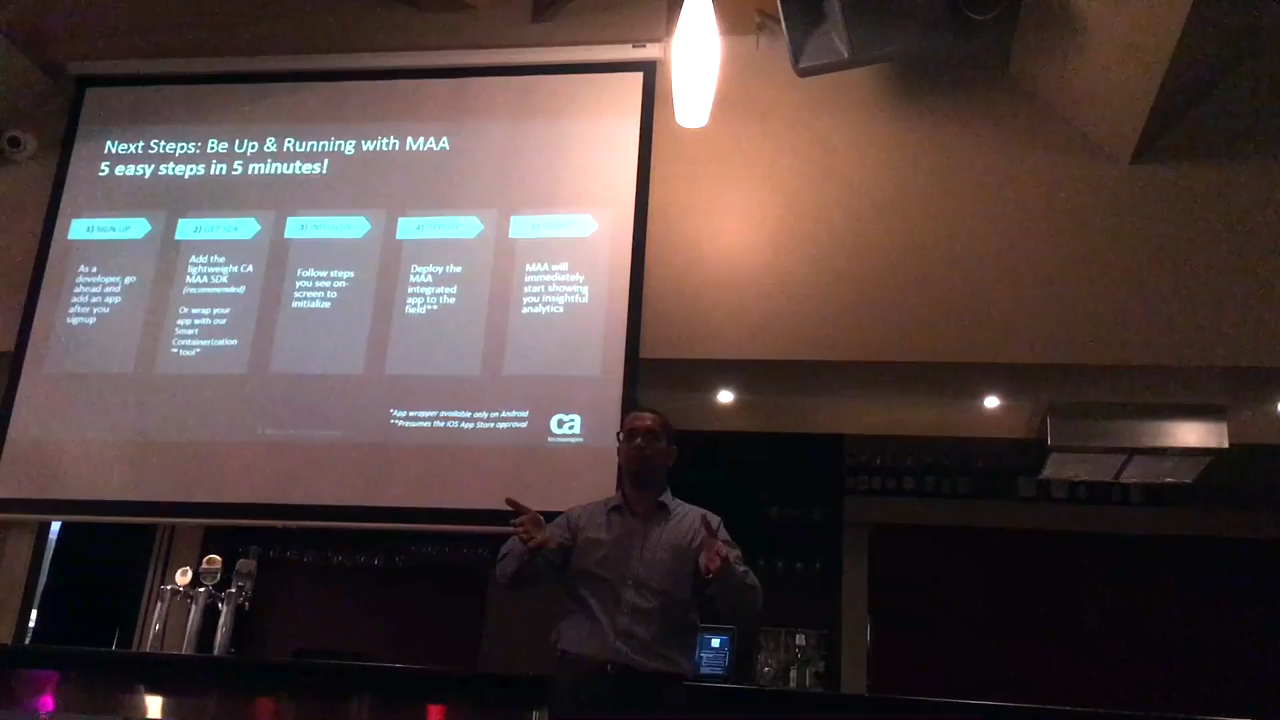 Next Steps: Be Up & Running with MAA
5 easy steps in 5 minutes!
1) SIGN UP
2) GET SDK
3) INITIALIZE
4) DEPLOY
As a
developer, go
ahead and
add an app
after you
signup
Add the
lightweight CA
MAA SDK
(recommended)
Or wrap your
app with our
Smart
Containerization
™ tool*
Follow steps
you see on-
screen to
initialize
Deploy the
MAA
integrated
app to the
field**
MAA will
immediately
start showing
you insightful
analytics
*App wrapper available only on Android
**Presumes the iOS App Store approval
ca
technologies